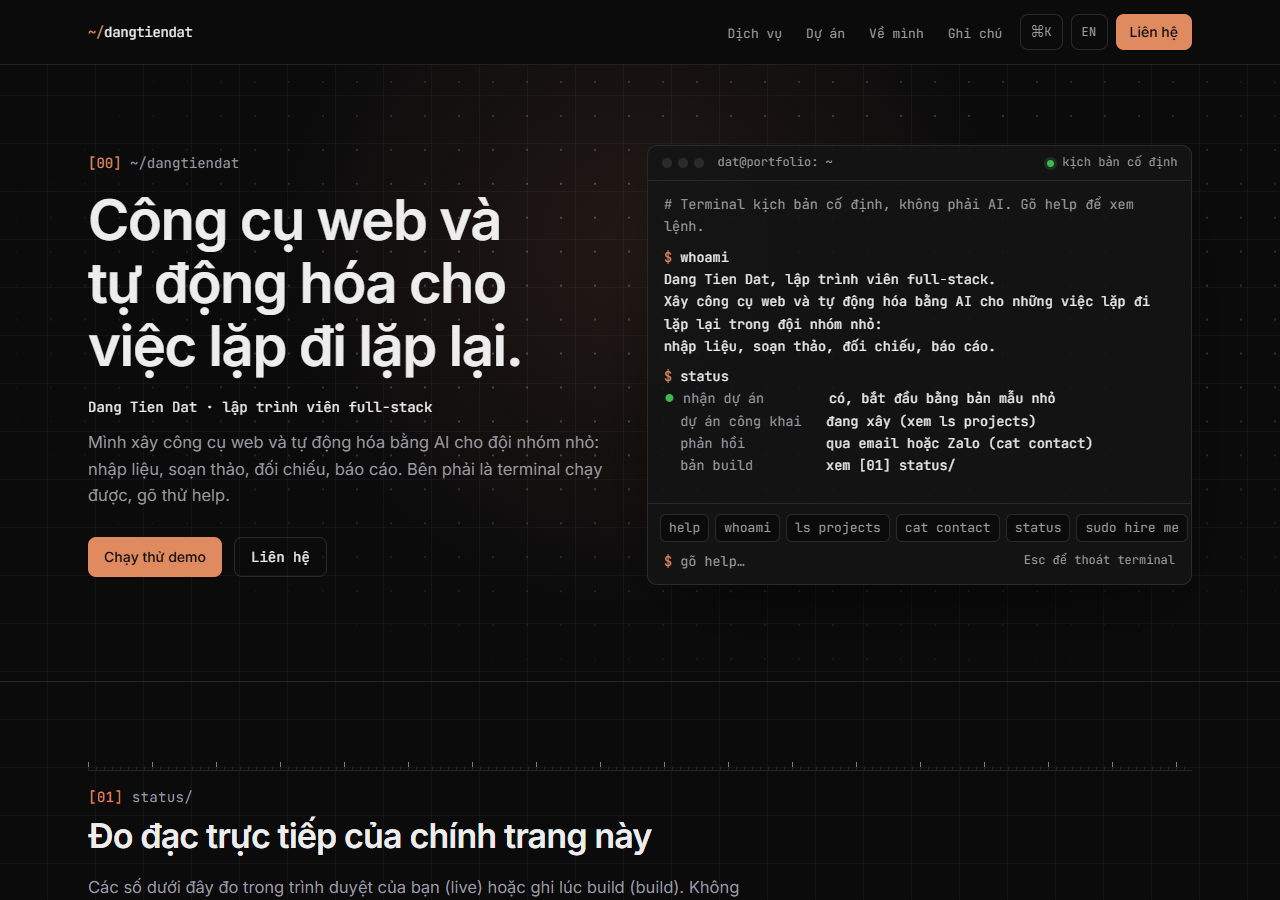 ~/dangtiendat
Dịch vụ Dự án Về mình Ghi chú ⌘K EN Liên hệ
[00] ~/dangtiendat
Công cụ web và
tự động hóa cho
việc lặp đi lặp lại.
Dang Tien Dat · lập trình viên full-stack
Mình xây công cụ web và tự động hóa bằng AI cho đội nhóm nhỏ:
nhập liệu, soạn thảo, đối chiếu, báo cáo. Bên phải là terminal chạy
được, gõ thử help.
Chạy thử demo Liên hệ
dat@portfolio: ~ kịch bản cố định
# Terminal kịch bản cố định, không phải AI. Gõ help để xem
lệnh.
$ whoami
Dang Tien Dat, lập trình viên full-stack.
Xây công cụ web và tự động hóa bằng AI cho những việc lặp đi
lặp lại trong đội nhóm nhỏ:
nhập liệu, soạn thảo, đối chiếu, báo cáo.
$ status
● nhận dự án có, bắt đầu bằng bản mẫu nhỏ
dự án công khai đang xây (xem ls projects)
phản hồi qua email hoặc Zalo (cat contact)
bản build xem [01] status/
help whoami ls projects cat contact status sudo hire me
$ gõ help… Esc để thoát terminal
[01] status/
Đo đạc trực tiếp của chính trang này
Các số dưới đây đo trong trình duyệt của bạn (live) hoặc ghi lúc build (build). Không